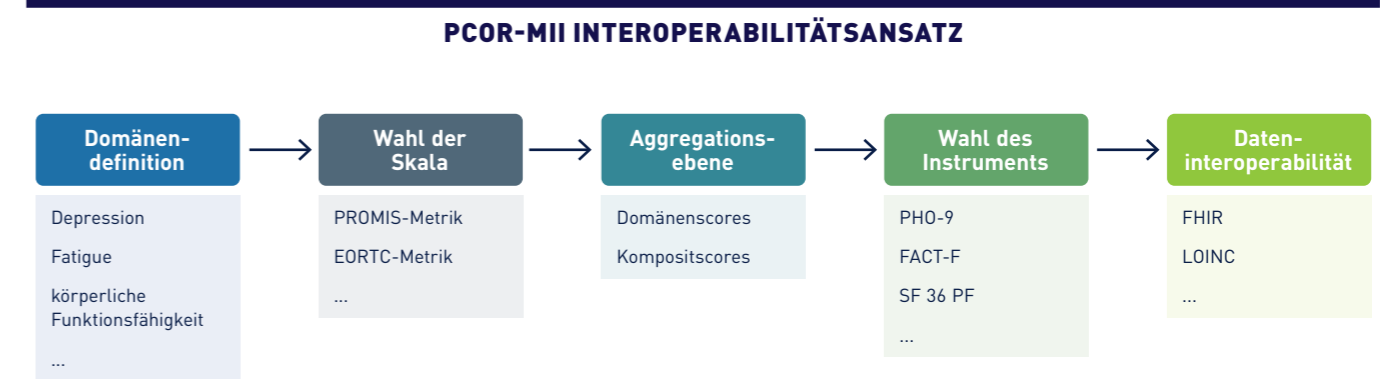 PCOR-MII INTEROPERABILITÄTSANSATZ
Domänen-
definition
Depression
Fatigue
körperliche
Funktionsfähigkeit
...
Wahl der
Skala
PROMIS-Metrik
EORTC-Metrik
...
Aggregations-
ebene
Domänenscores
Kompositscores
Wahl des
Instruments
PHO-9
FACT-F
SF 36 PF
...
Daten-
interoperabilität
FHIR
LOINC
...